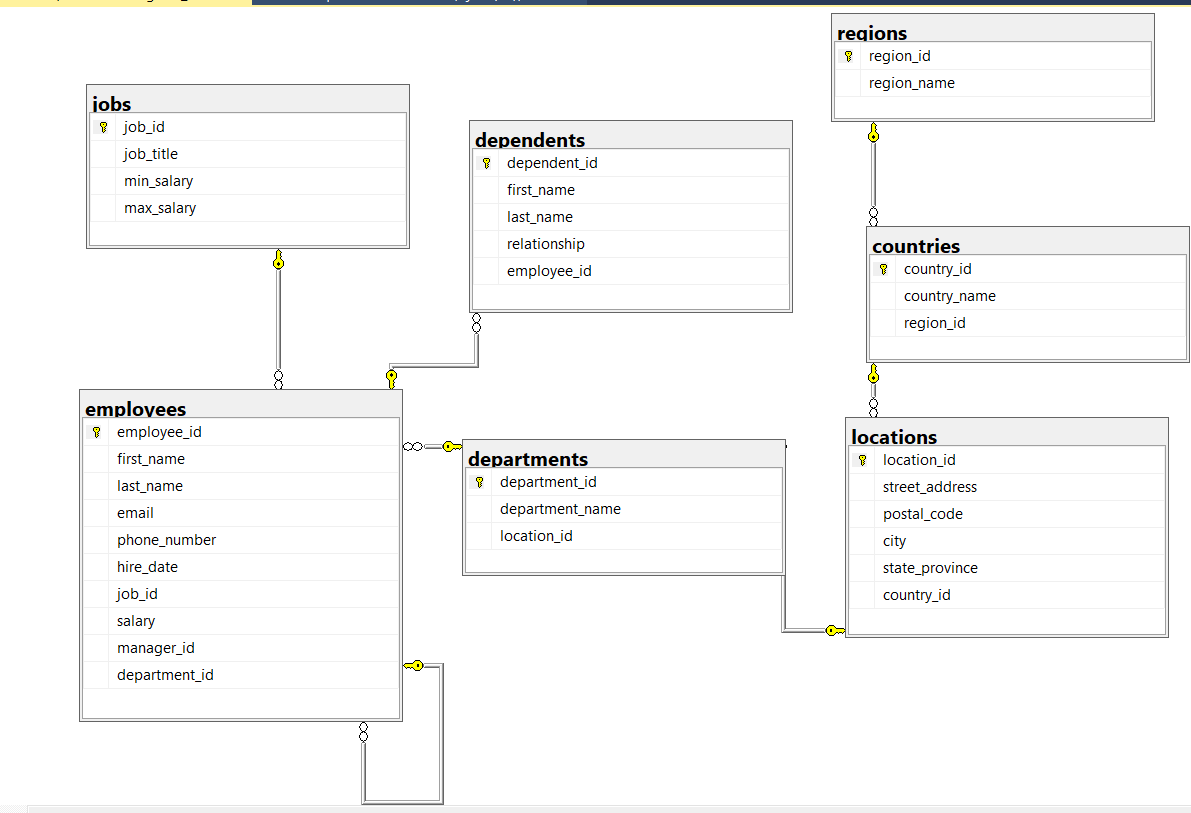 regions
region_id
region_name
jobs
job_id
job_title
min_salary
max_salary
dependents
dependent_id
first_name
last_name
relationship
employee_id
countries
country_id
country_name
region_id
employees
employee_id
first_name
last_name
email
phone_number
hire_date
job_id
salary
manager_id
department_id
departments
department_id
department_name
location_id
locations
location_id
street_address
postal_code
city
state_province
country_id